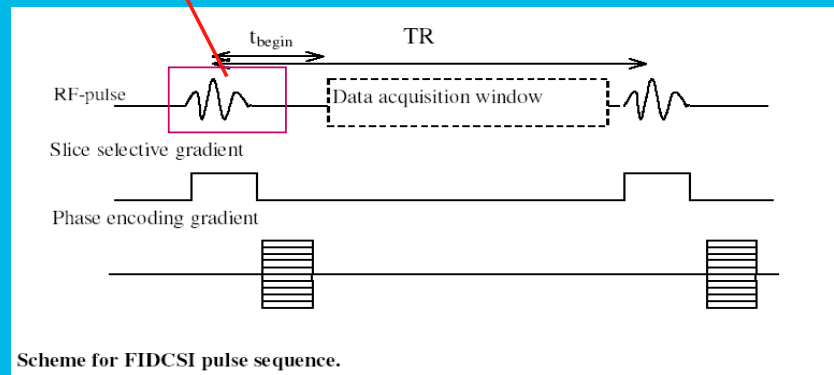 t_begin
TR
RF-pulse
Data acquisition window
Slice selective gradient
Phase encoding gradient
Scheme for FIDCSI pulse sequence.